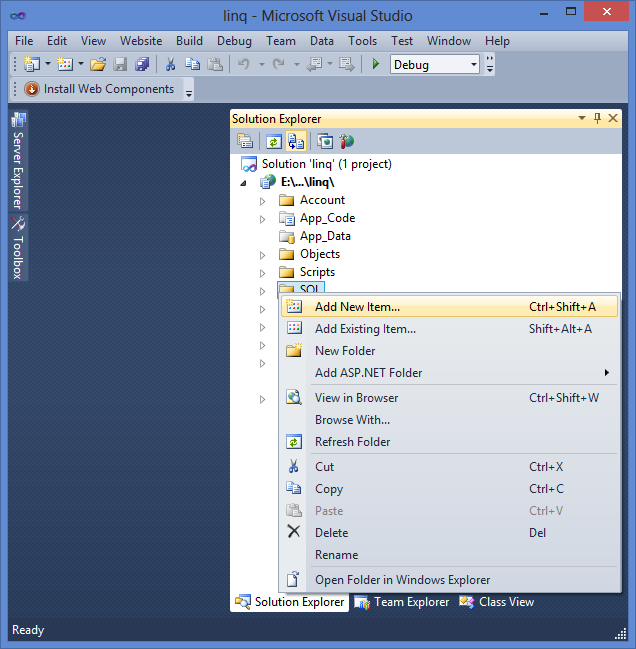 linq - Microsoft Visual Studio
File Edit View Website Build Debug Team Data Tools Test Window Help
Debug
Install Web Components
Server Explorer
Toolbox
Solution Explorer
Solution 'linq' (1 project)
E:\...\linq\
Account
App_Code
App_Data
Objects
Scripts
SQL
Add New Item... Ctrl+Shift+A
Add Existing Item... Shift+Alt+A
New Folder
Add ASP.NET Folder
View in Browser Ctrl+Shift+W
Browse With...
Refresh Folder
Cut Ctrl+X
Copy Ctrl+C
Paste Ctrl+V
Delete Del
Rename
Open Folder in Windows Explorer
Solution Explorer Team Explorer Class View
Ready